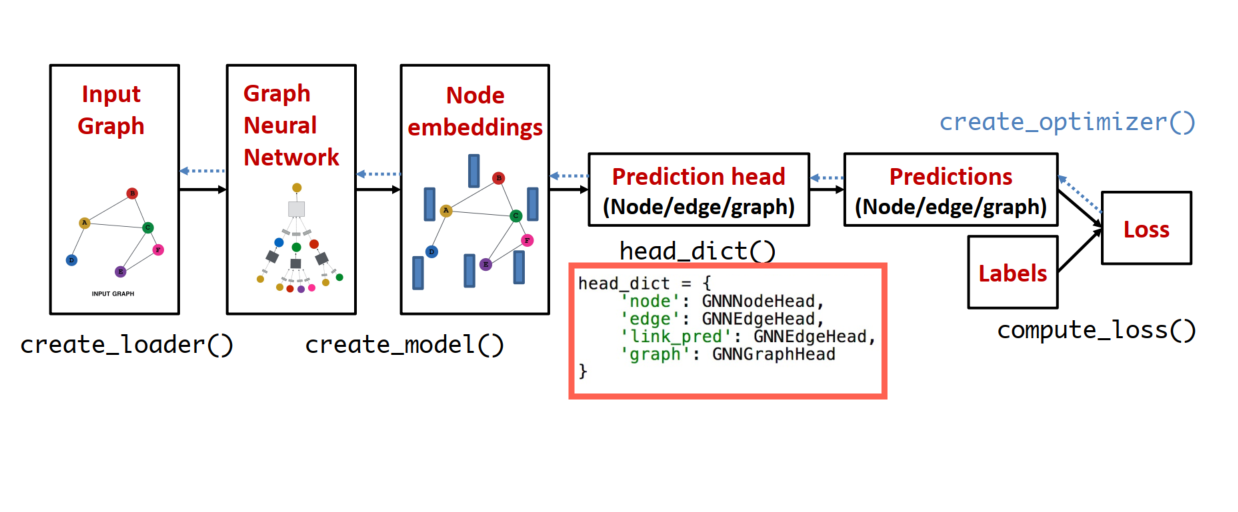 Input
Graph
B
A
C
F
D
E
INPUT GRAPH
create_loader()
Graph
Neural
Network
Node
embeddings
B
A
C
F
D
E
create_model()
Prediction head
(Node/edge/graph)
head_dict()
head_dict = {
    'node': GNNNodeHead,
    'edge': GNNEdgeHead,
    'link_pred': GNNEdgeHead,
    'graph': GNNGraphHead
}
create_optimizer()
Predictions
(Node/edge/graph)
Labels
Loss
compute_loss()